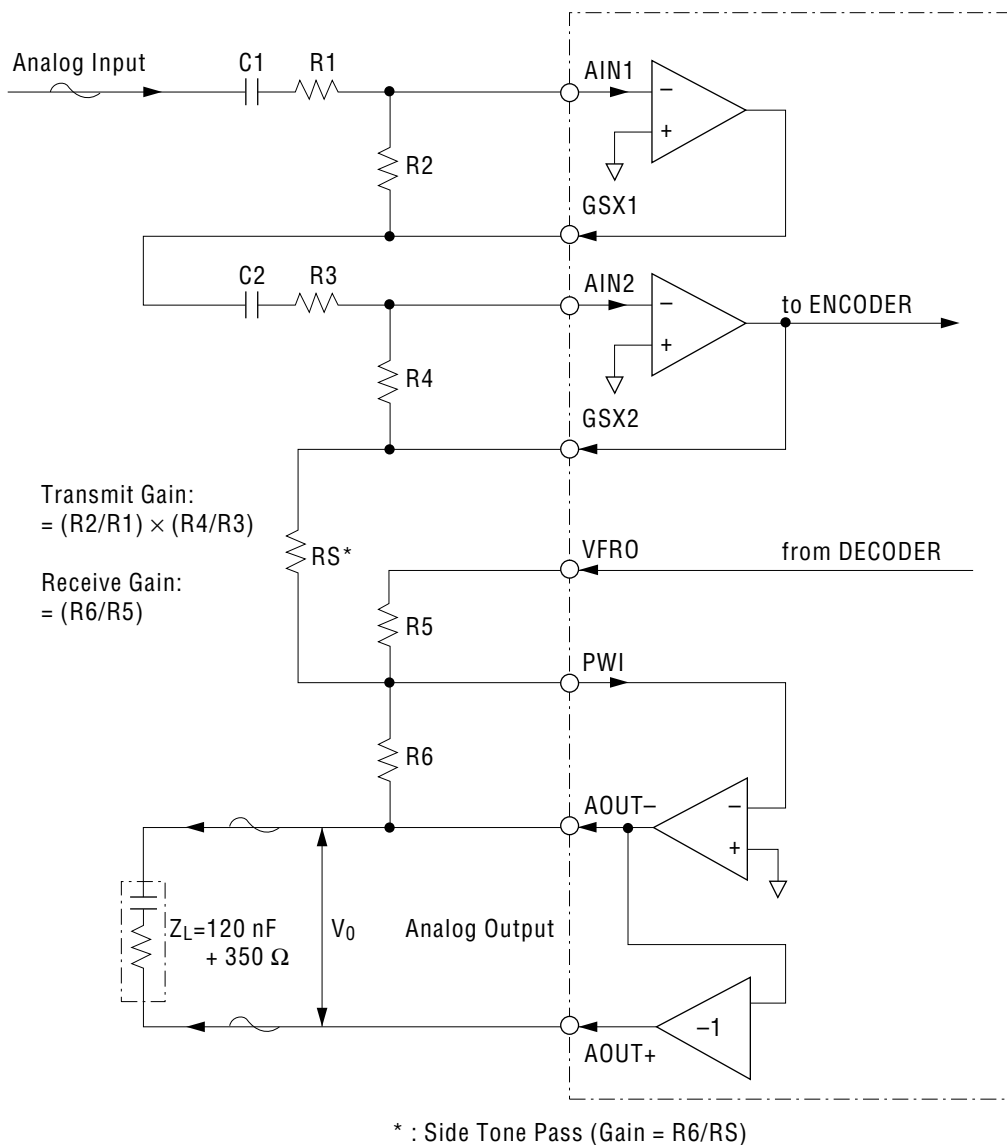 Analog Input
C1
R1
AIN1
−
+
R2
GSX1
C2
R3
AIN2
−
+
to ENCODER
R4
GSX2
Transmit Gain:
= (R2/R1) × (R4/R3)
RS*
VFRO
from DECODER
Receive Gain:
= (R6/R5)
R5
PWI
R6
AOUT−
−
+
ZL=120 nF
+ 350 Ω
V0
Analog Output
−1
AOUT+
* : Side Tone Pass (Gain = R6/RS)